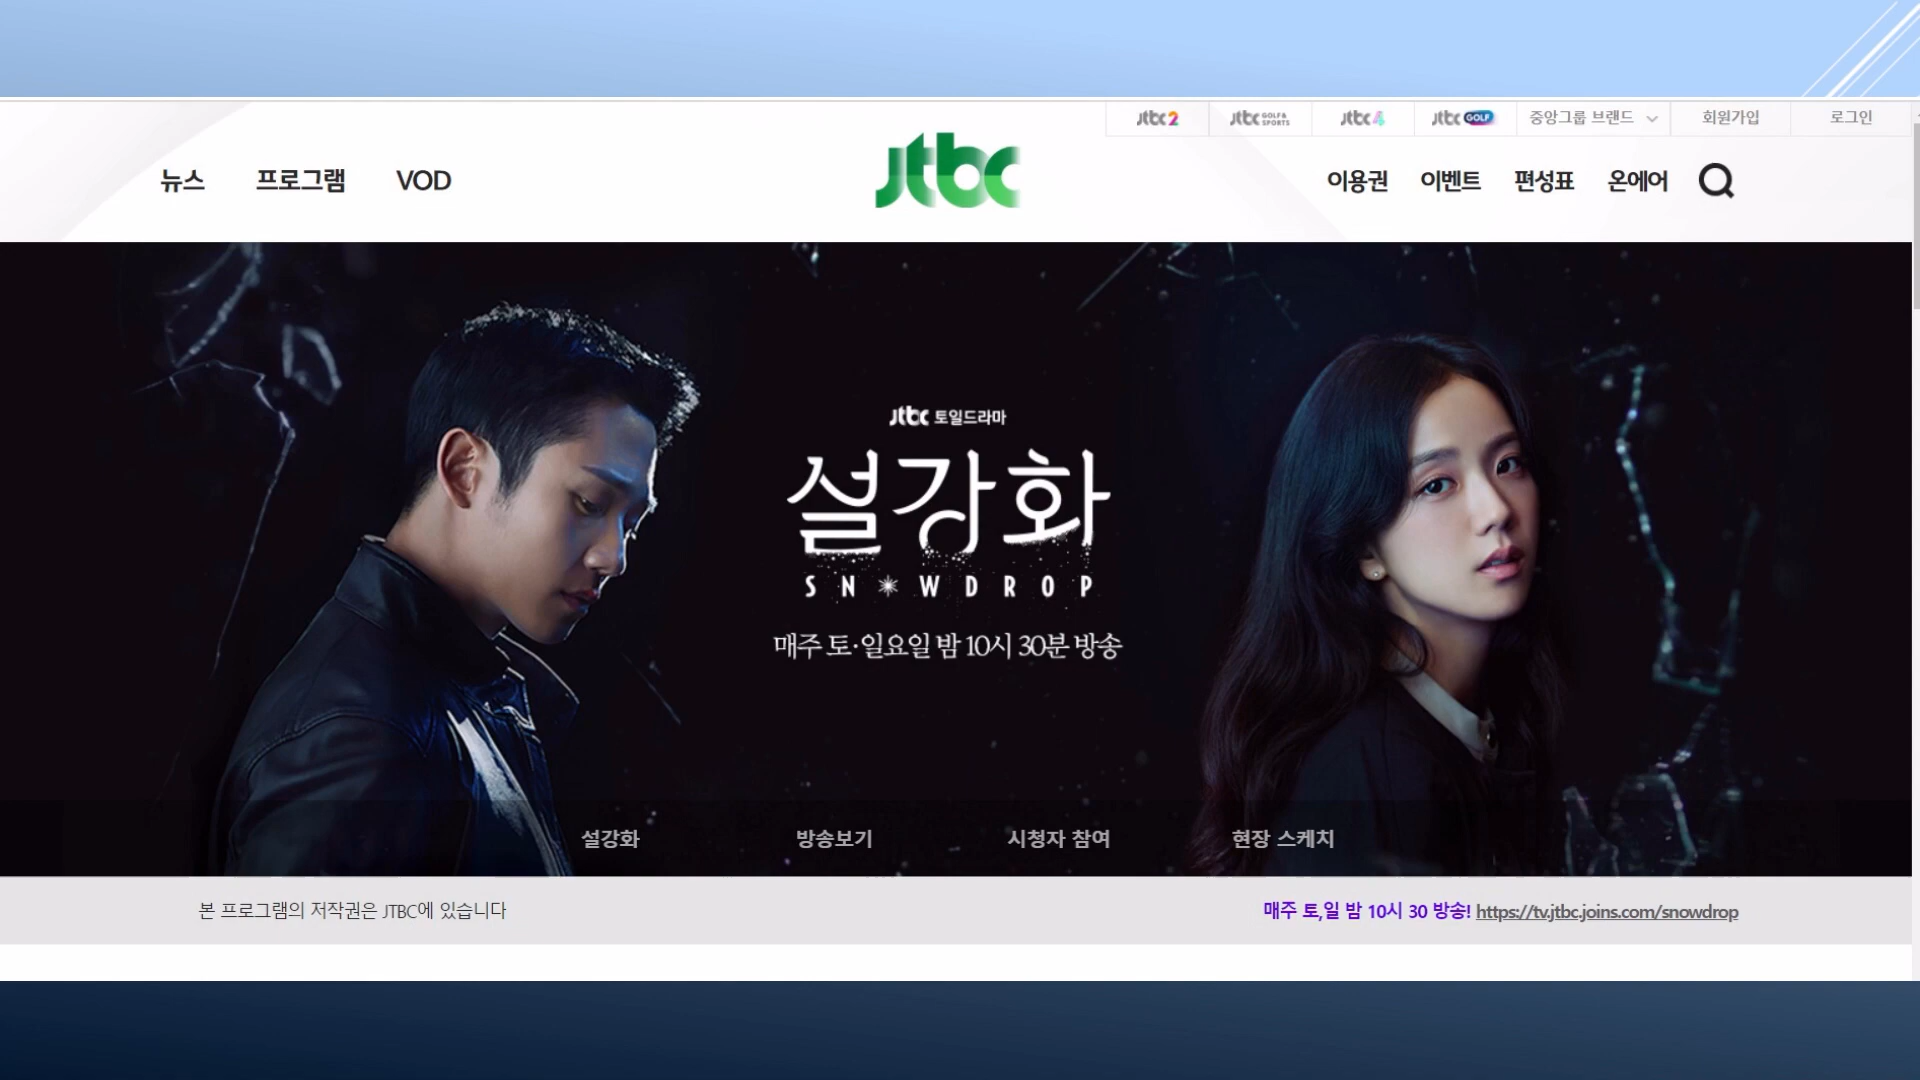 jtbc 2
jtbc GOLF& SPORTS
jtbc 4
jtbc GOLF
중앙그룹 브랜드
회원가입
로그인
뉴스
프로그램
VOD
jtbc
이용권
이벤트
편성표
온에어
jtbc 토일드라마
설강화
SNOWDROP
매주 토·일요일 밤 10시 30분 방송
설강화
방송보기
시청자 참여
현장 스케치
본 프로그램의 저작권은 JTBC에 있습니다
매주 토,일 밤 10시 30 방송! https://tv.jtbc.joins.com/snowdrop